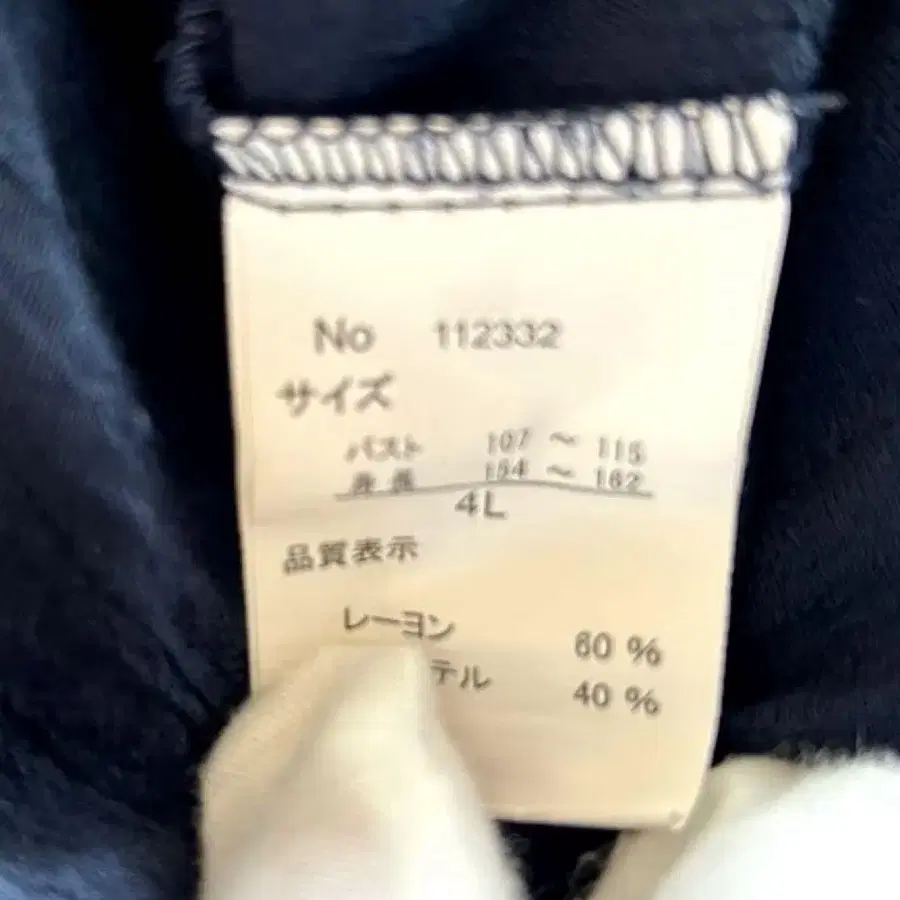 No 112332
サイズ
バスト 107 ~ 115
身長 154 ~ 162
4L
品質表示
レーヨン 60 %
テル 40 %